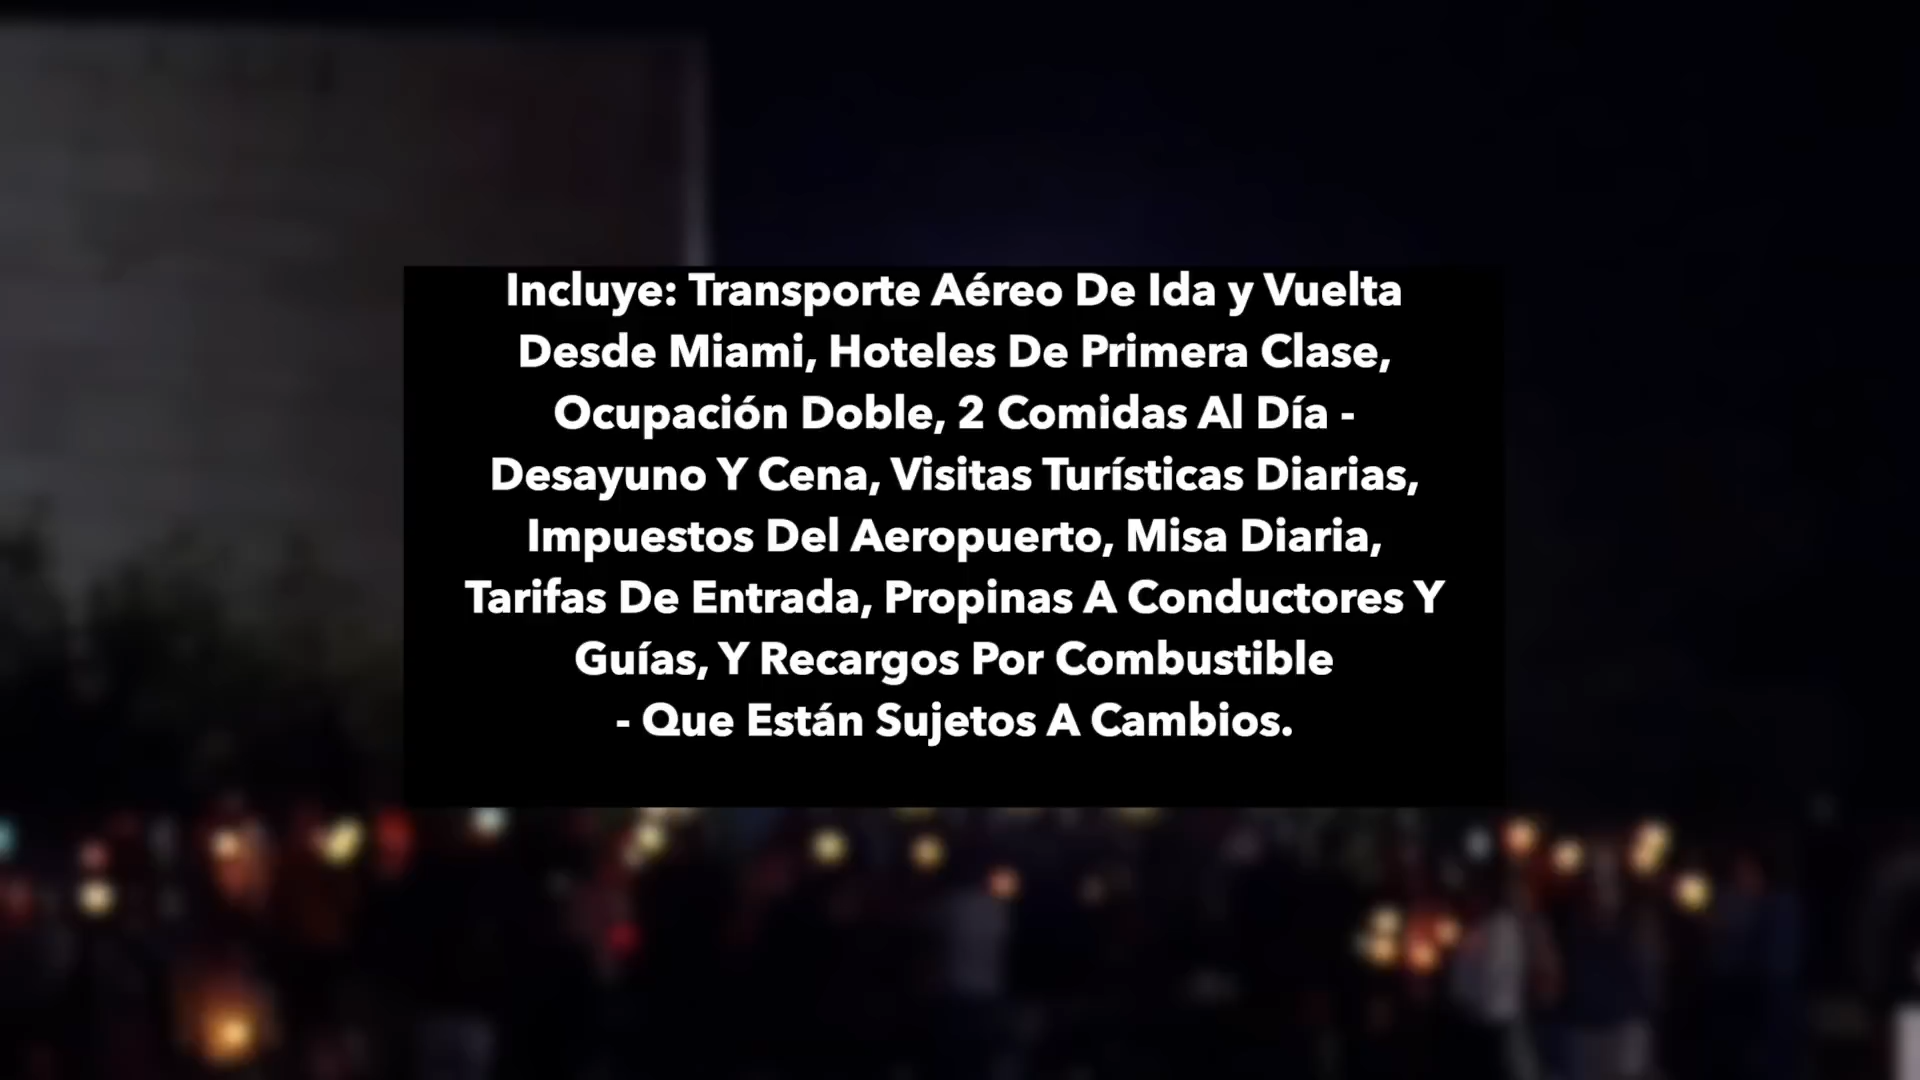 Incluye: Transporte Aéreo De Ida y Vuelta
Desde Miami, Hoteles De Primera Clase,
Ocupación Doble, 2 Comidas Al Día -
Desayuno Y Cena, Visitas Turísticas Diarias,
Impuestos Del Aeropuerto, Misa Diaria,
Tarifas De Entrada, Propinas A Conductores Y
Guías, Y Recargos Por Combustible
- Que Están Sujetos A Cambios.